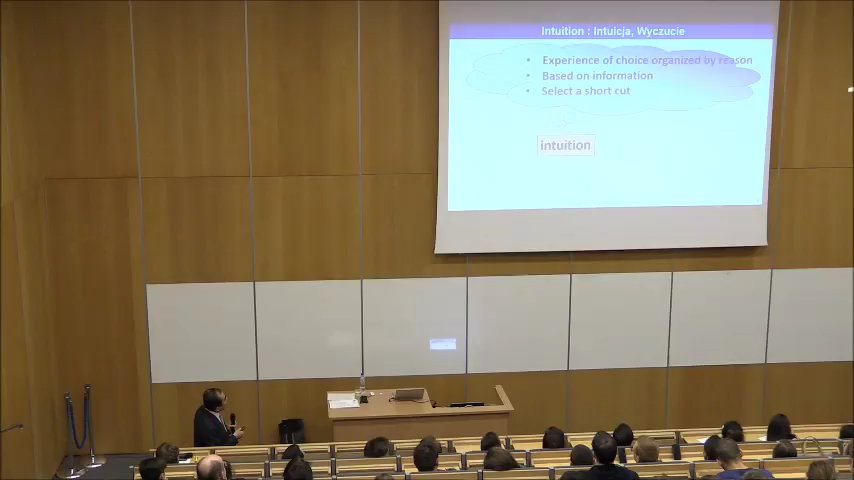 Intuition : Intuicja, Wyczucie
• Experience of choice organized by reason
• Based on information
• Select a short cut
intuition